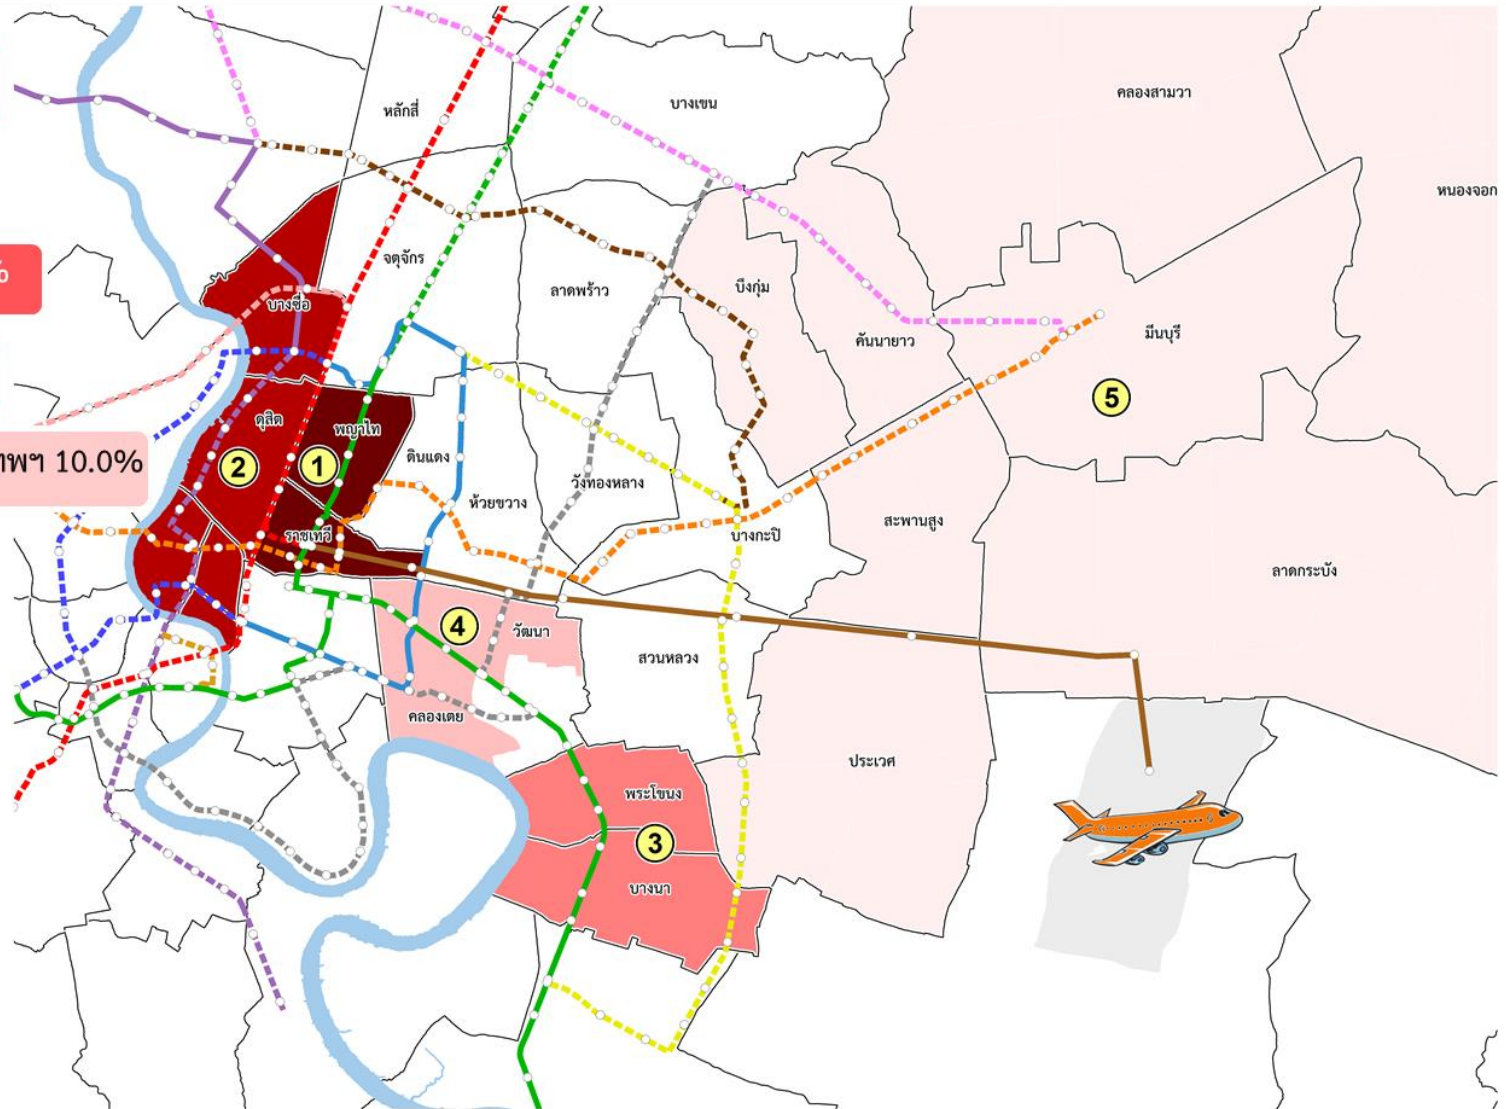 คลองสามวา
บางเขน
หลักสี่
หนองจอก
จตุจักร
%
บึงกุ่ม
ลาดพร้าว
บางซื่อ
มีนบุรี
คันนายาว
5
ดุสิต
พญาไท
ดินแดง
ทพฯ 10.0%
2
1
วังทองหลาง
ห้วยขวาง
สะพานสูง
ราชเทวี
บางกะปิ
ลาดกระบัง
4
วัฒนา
สวนหลวง
คลองเตย
ประเวศ
พระโขนง
3
บางนา